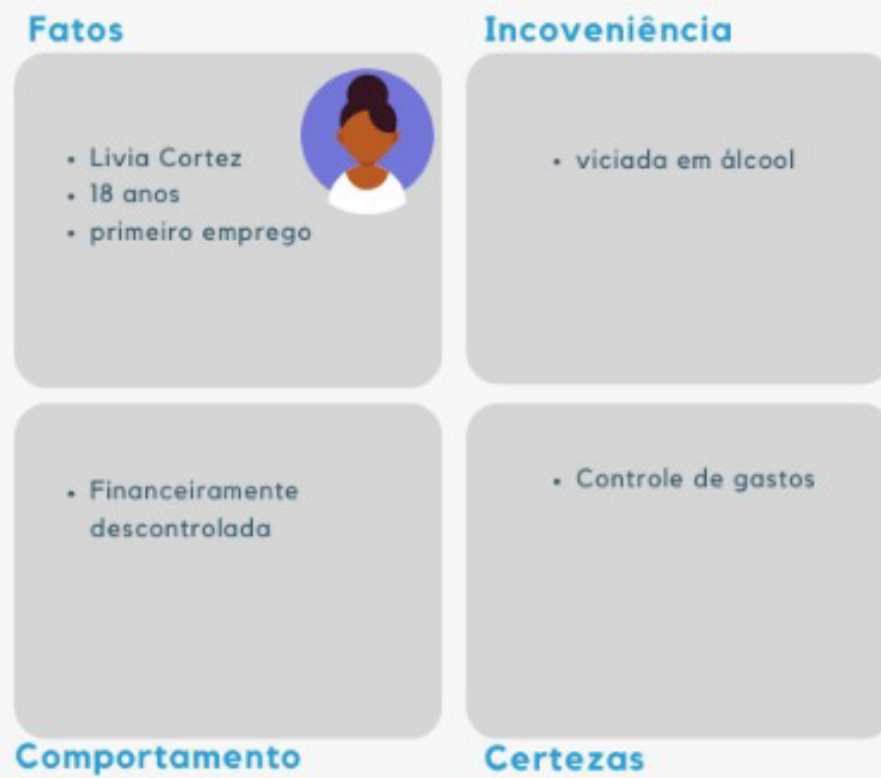 Fatos
• Livia Cortez
• 18 anos
• primeiro emprego
Incoveniência
• viciada em álcool
• Financeiramente
descontrolada
Comportamento
• Controle de gastos
Certezas